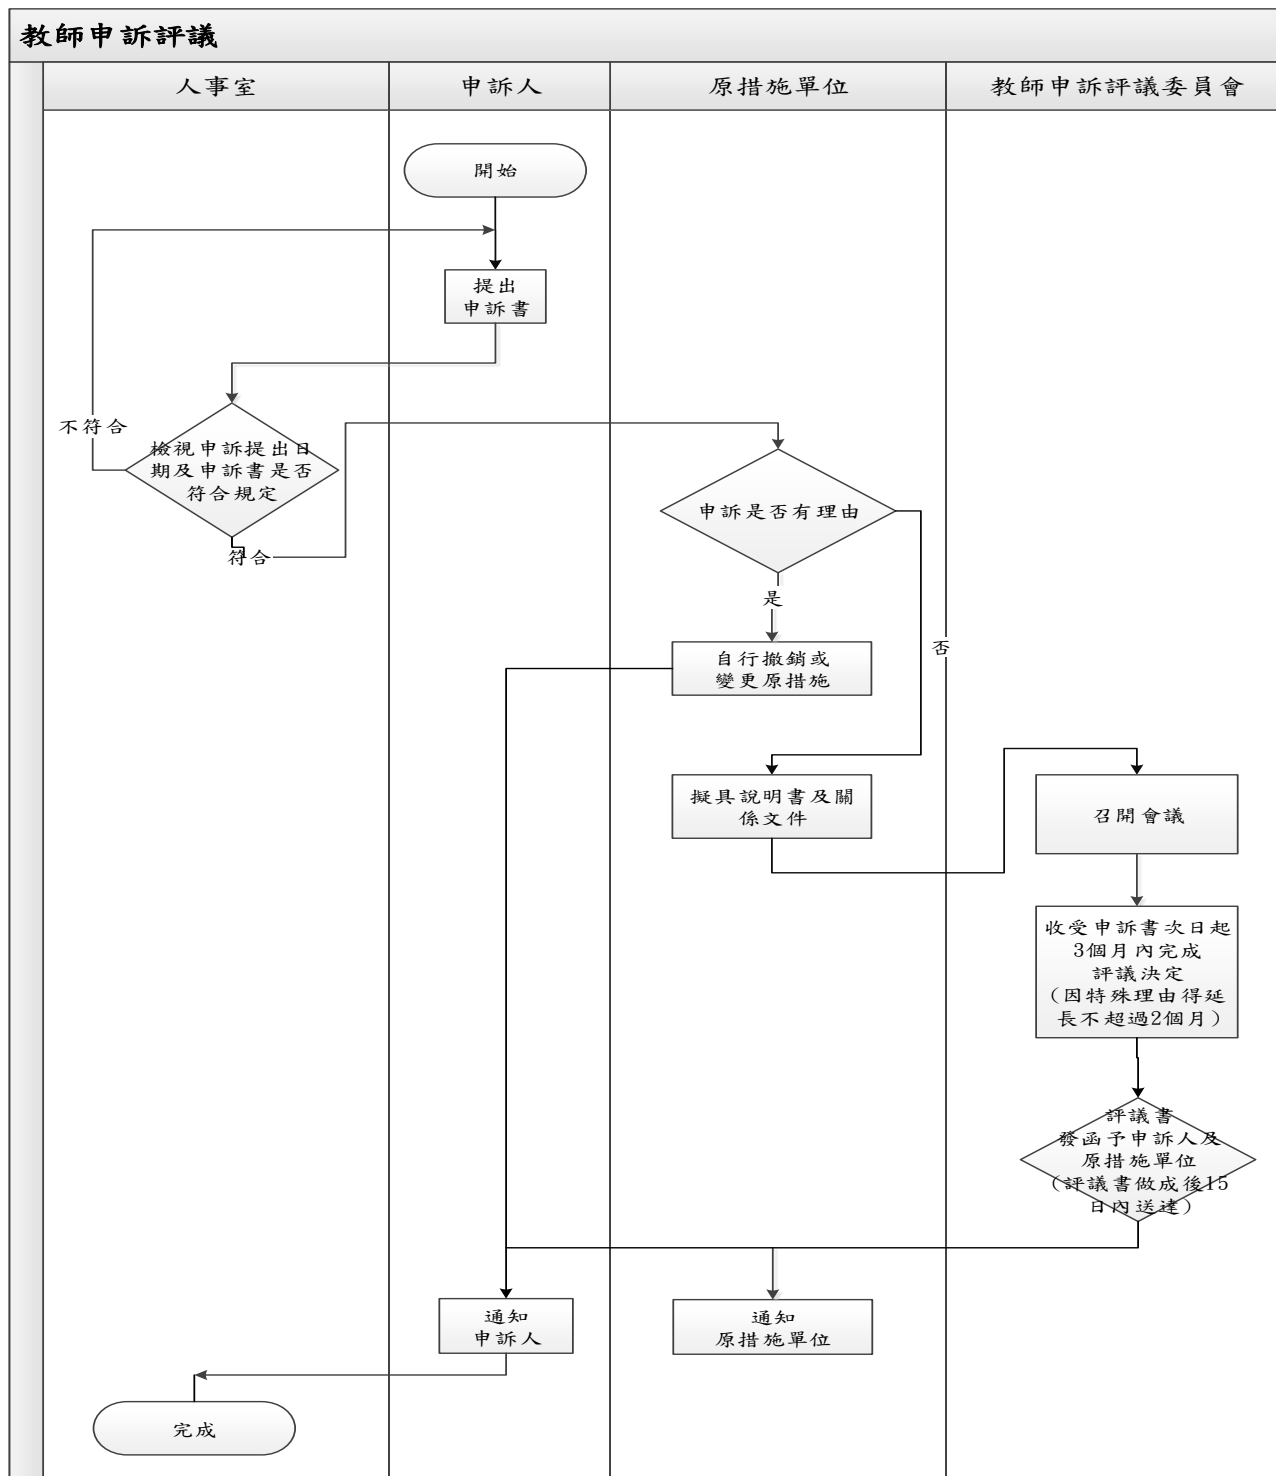 教師申訴評議
人事室
申訴人
原措施單位
教師申訴評議委員會
開始
提出
申訴書
不符合
檢視申訴提出日
期及申訴書是否
符合規定
符合
申訴是否有理由
是
否
自行撤銷或
變更原措施
擬具說明書及關
係文件
召開會議
收受申訴書次日起
3個月內完成
評議決定
（因特殊理由得延
長不超過2個月）
評議書
發函予申訴人及
原措施單位
（評議書做成後15
日內送達）
通知
申訴人
通知
原措施單位
完成